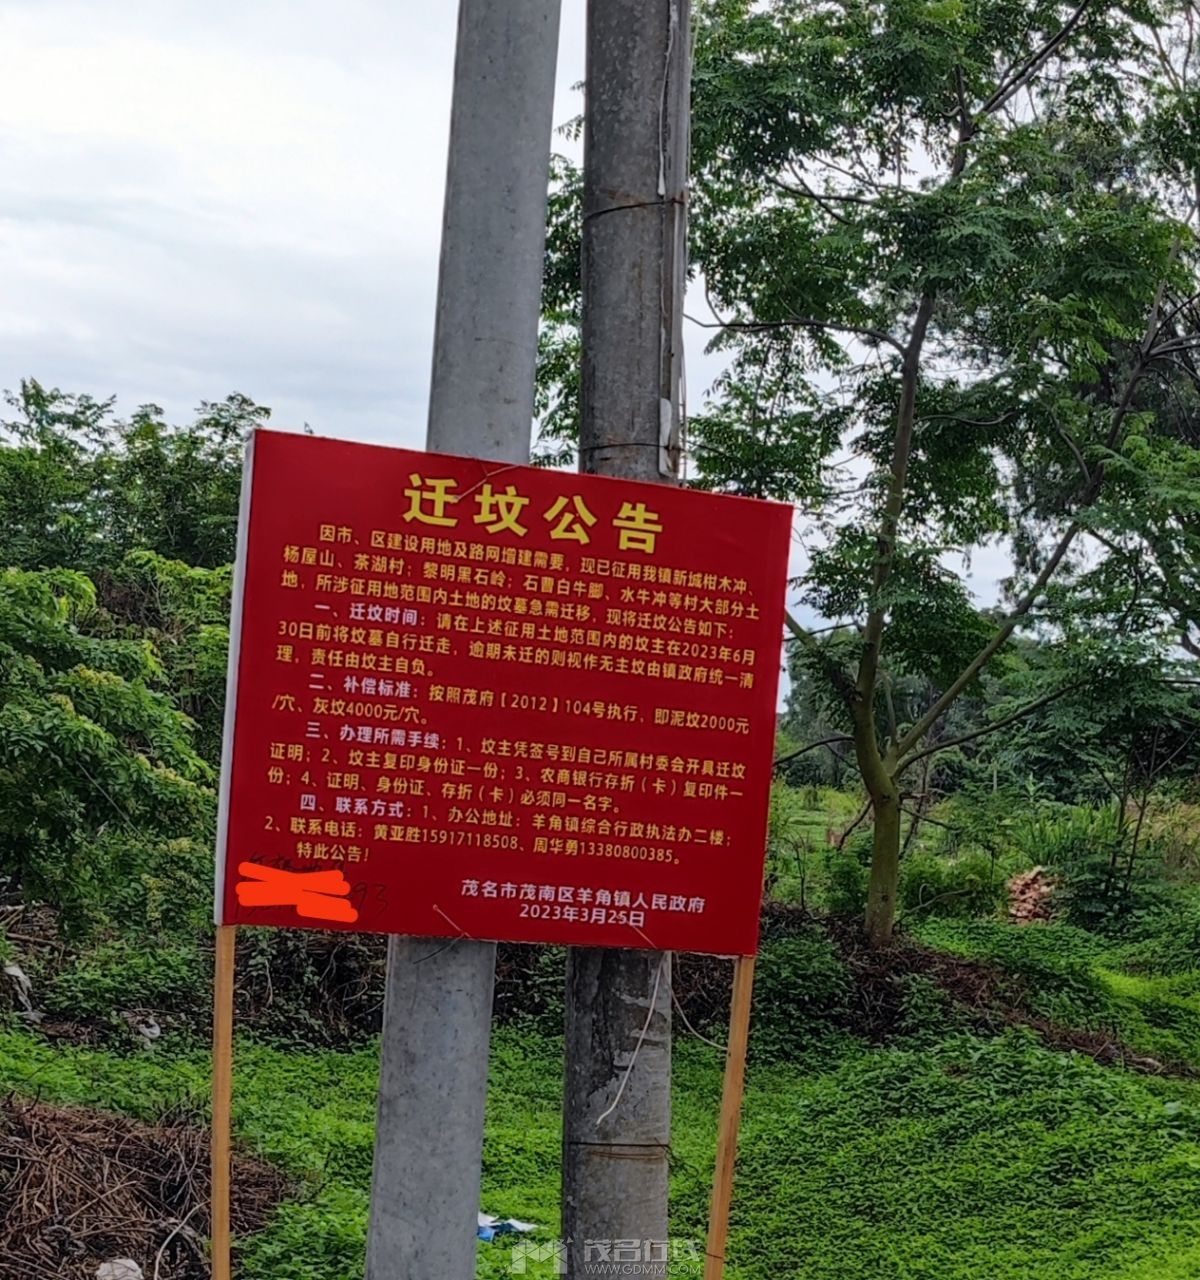 迁坟公告
因市、区建设用地及路网增建需要，现已征用我镇新城柑木冲、
杨屋山、茶湖村；黎明黑石岭；石曹白牛脚、水牛冲等村大部分土
地，所涉征用地范围内土地的坟墓急需迁移，现将迁坟公告如下：
一、迁坟时间：请在上述征用土地范围内的坟主在2023年6月
30日前将坟墓自行迁走，逾期未迁的则视作无主坟由镇政府统一清
理，责任由坟主自负。
二、补偿标准：按照茂府【2012】104号执行，即泥坟2000元
/穴、灰坟4000元/穴。
三、办理所需手续：1、坟主凭签号到自己所属村委会开具迁坟
证明；2、坟主复印身份证一份；3、农商银行存折（卡）复印件一
份；4、证明、身份证、存折（卡）必须同一名字。
四、联系方式：1、办公地址：羊角镇综合行政执法办二楼；
2、联系电话：黄亚胜15917118508、周华勇13380800385。
特此公告！
93
茂名市茂南区羊角镇人民政府
2023年3月25日
茂名在线
WWW.GDMM.COM